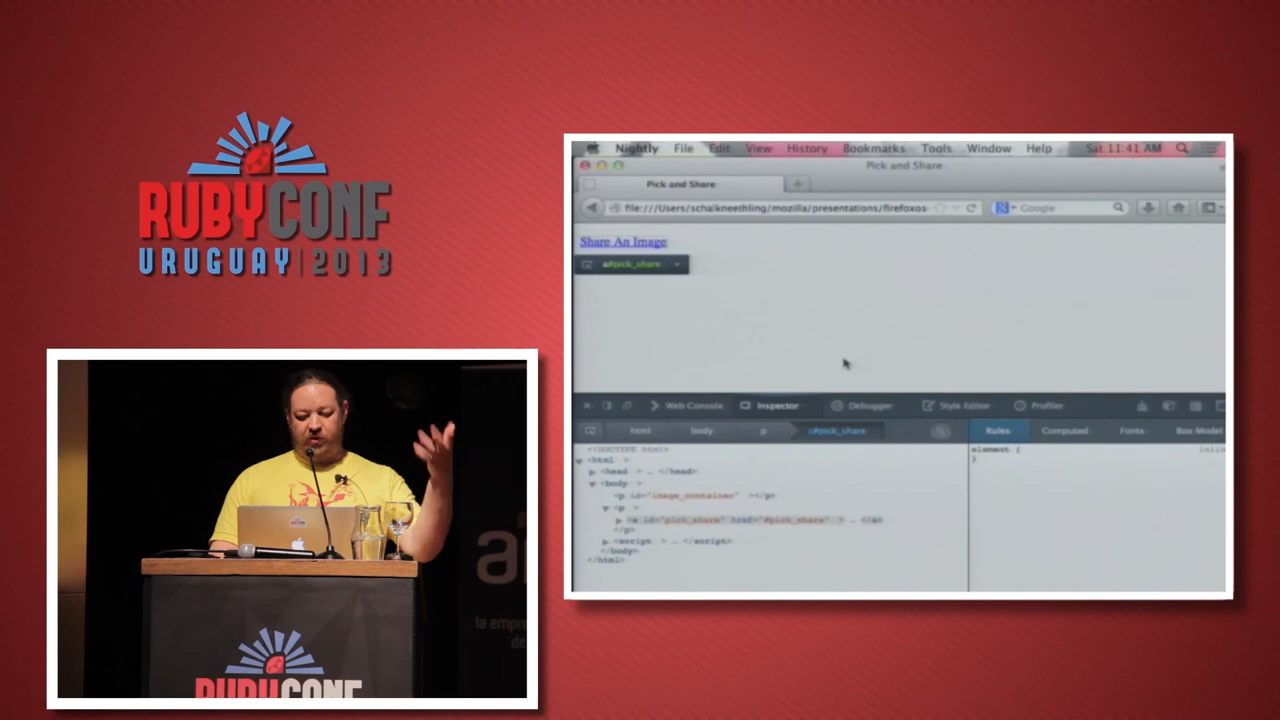 RUBYCONF
URUGUAY|2013
Nightly File Edit View History Bookmarks Tools Window Help Sat 11:41 AM
Pick and Share
Pick and Share
file:///Users/schalkneethling/mozilla/presentations/firefoxos
Google
Share An Image
a#pick_share
Web Console Inspector Debugger Style Editor Profiler
html body p a#pick_share Rules Computed Fonts Box Model
<!DOCTYPE html>
<html >
<head > … </head>
<body >
<p id="image_container" ></p>
<p >
<a id="pick_share" href="#pick_share" > … </a>
</p>
<script > … </script>
</body>
</html>
element {
}
la empre
de
RUBYCONF